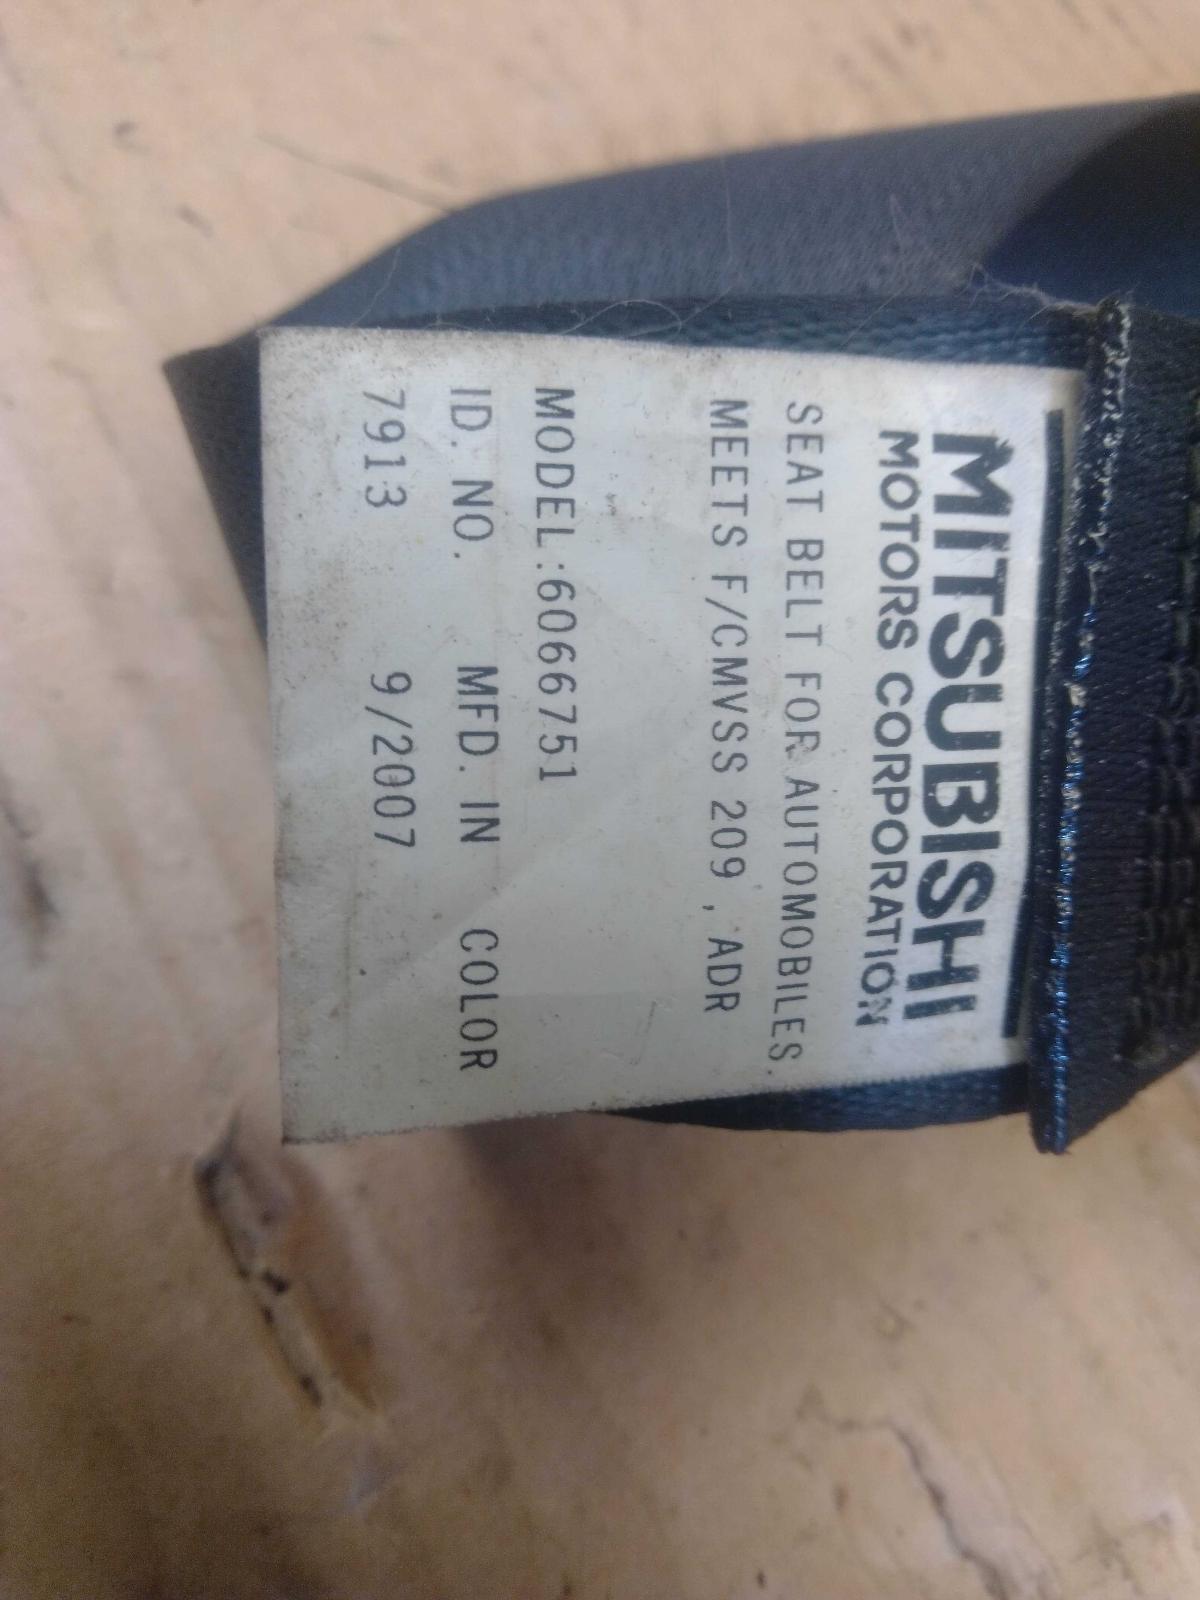 MITSUBISHI
MOTORS CORPORATION
SEAT BELT FOR AUTOMOBILES.
MEETS F/CMVSS 209 , ADR
MODEL:6066751
ID. NO. MFD. IN COLOR
7913 9/2007